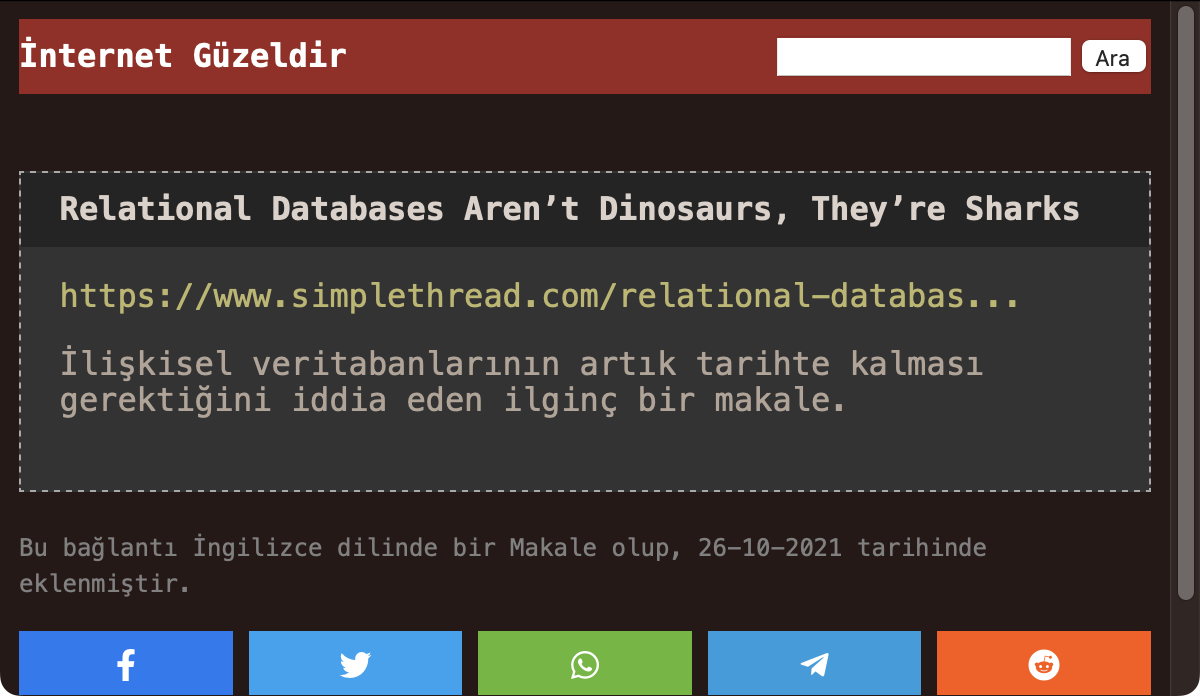 İnternet Güzeldir
Ara
Relational Databases Aren’t Dinosaurs, They’re Sharks
https://www.simplethread.com/relational-databas...
İlişkisel veritabanlarının artık tarihte kalması
gerektiğini iddia eden ilginç bir makale.
Bu bağlantı İngilizce dilinde bir Makale olup, 26-10-2021 tarihinde
eklenmiştir.